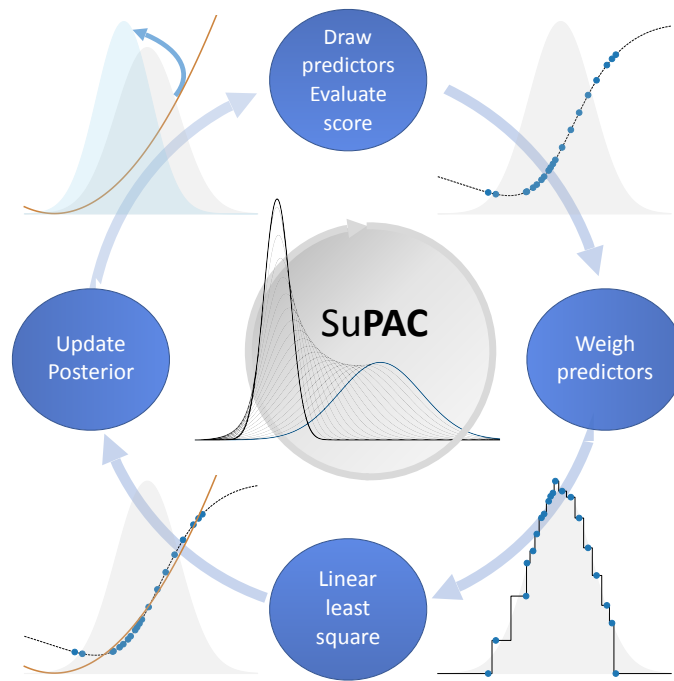 Draw
predictors
Evaluate
score
SuPAC
Update
Posterior
Weigh
predictors
Linear
least
square